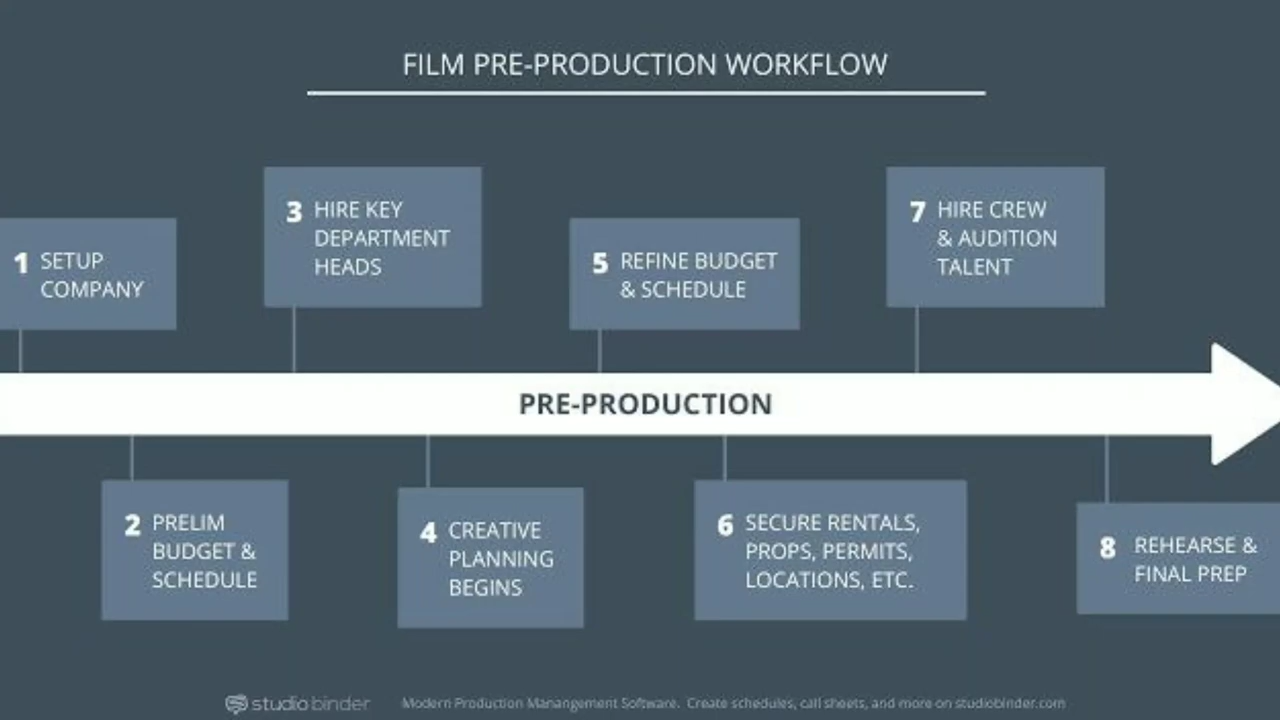 FILM PRE-PRODUCTION WORKFLOW
1 SETUP
COMPANY
3 HIRE KEY
DEPARTMENT
HEADS
5 REFINE BUDGET
& SCHEDULE
7 HIRE CREW
& AUDITION
TALENT
PRE-PRODUCTION
2 PRELIM
BUDGET &
SCHEDULE
4 CREATIVE
PLANNING
BEGINS
6 SECURE RENTALS,
PROPS, PERMITS,
LOCATIONS, ETC.
8 REHEARSE &
FINAL PREP
studiobinder Modern Production Manangement Software. Create schedules, call sheets, and more on studiobinder.com